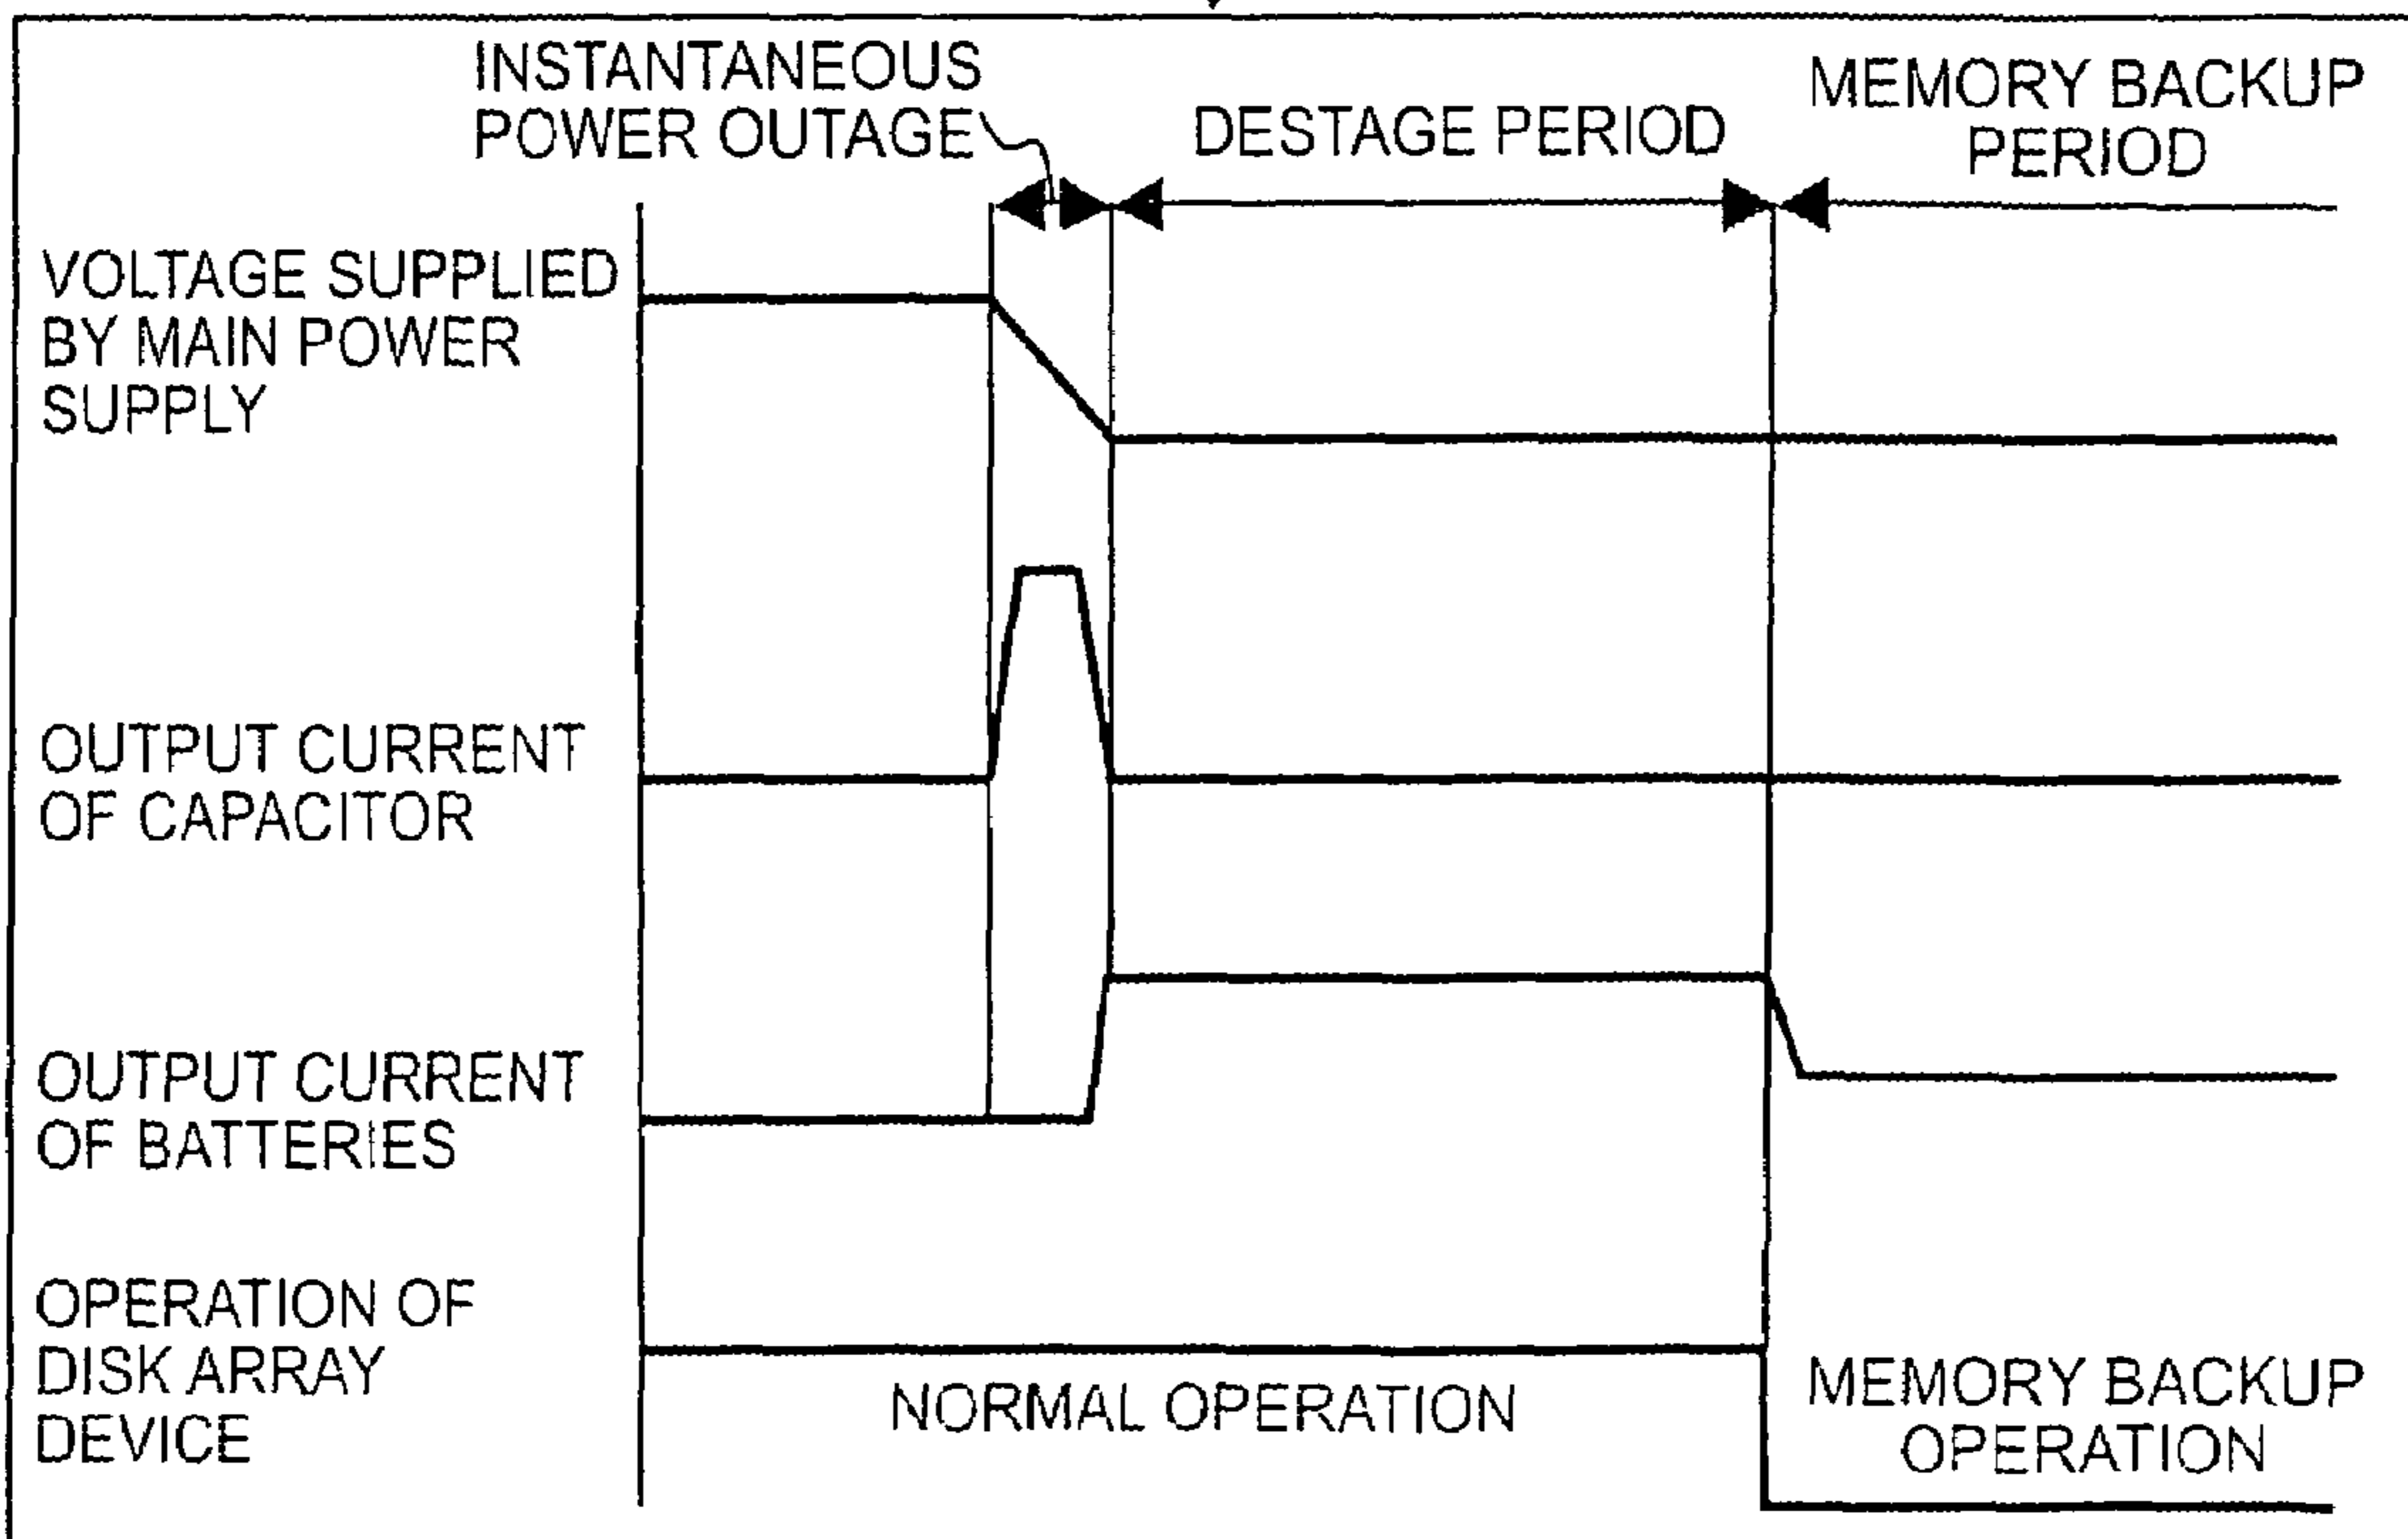 INSTANTANEOUS
POWER OUTAGE
DESTAGE PERIOD
MEMORY BACKUP
PERIOD
VOLTAGE SUPPLIED
BY MAIN POWER
SUPPLY
OUTPUT CURRENT
OF CAPACITOR
OUTPUT CURRENT
OF BATTERIES
OPERATION OF
DISK ARRAY
DEVICE
NORMAL OPERATION
MEMORY BACKUP
OPERATION